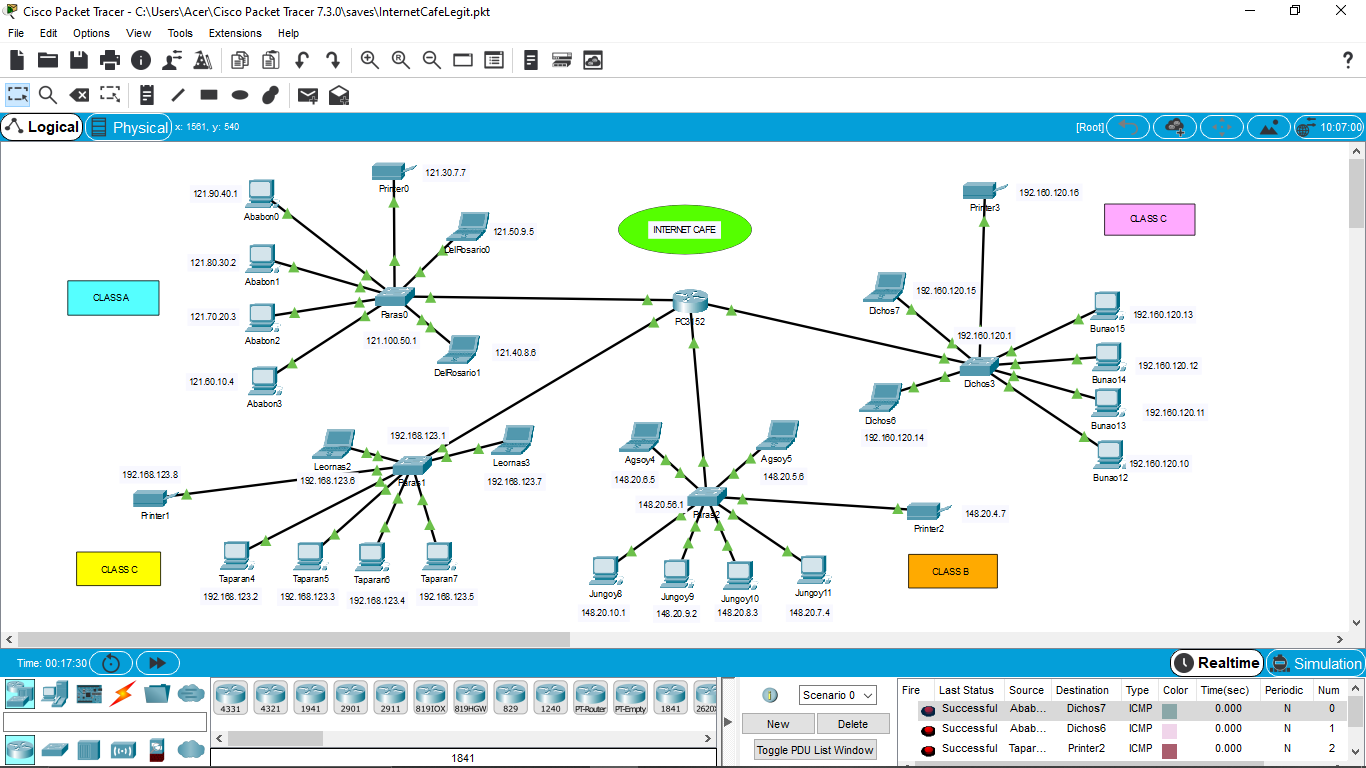 Cisco Packet Tracer - C:\Users\Acer\Cisco Packet Tracer 7.3.0\saves\InternetCafeLegit.pkt
File Edit Options View Tools Extensions Help
Logical Physical x: 1561, y: 540 [Root] 10:07:00
121.90.40.1
Ababon0
Printer0
121.30.7.7
121.50.9.5
DelRosario0
121.80.30.2
Ababon1
121.70.20.3
Ababon2
121.60.10.4
Ababon3
Paras0
121.100.50.1
121.40.8.6
DelRosario1
CLASS A
INTERNET CAFE
PC3152
Printer3
192.160.120.16
CLASS C
Dichos7
192.160.120.15
192.160.120.1
Dichos3
Bunao15
192.160.120.13
Bunao14
192.160.120.12
Bunao13
192.160.120.11
Bunao12
192.160.120.10
Dichos6
192.160.120.14
192.168.123.1
Leornas2
192.168.123.6
Paras1
Leornas3
192.168.123.7
192.168.123.8
Printer1
CLASS C
Taparan4
192.168.123.2
Taparan5
192.168.123.3
Taparan6
192.168.123.4
Taparan7
192.168.123.5
Agsoy4
148.20.6.5
Agsoy5
148.20.5.6
148.20.56.1
Paras2
Printer2
148.20.4.7
CLASS B
Jungoy8
148.20.10.1
Jungoy9
148.20.9.2
Jungoy10
148.20.8.3
Jungoy11
148.20.7.4
Time: 00:17:30 Realtime Simulation
4331 4321 1941 2901 2911 819IOX 819HGW 829 1240 PT-Router PT-Empty 1841 2620X
1841
Scenario 0
New Delete
Toggle PDU List Window
Fire Last Status Source Destination Type Color Time(sec) Periodic Num
Successful Abab... Dichos7 ICMP 0.000 N 0
Successful Abab... Dichos6 ICMP 0.000 N 1
Successful Tapar... Printer2 ICMP 0.000 N 2